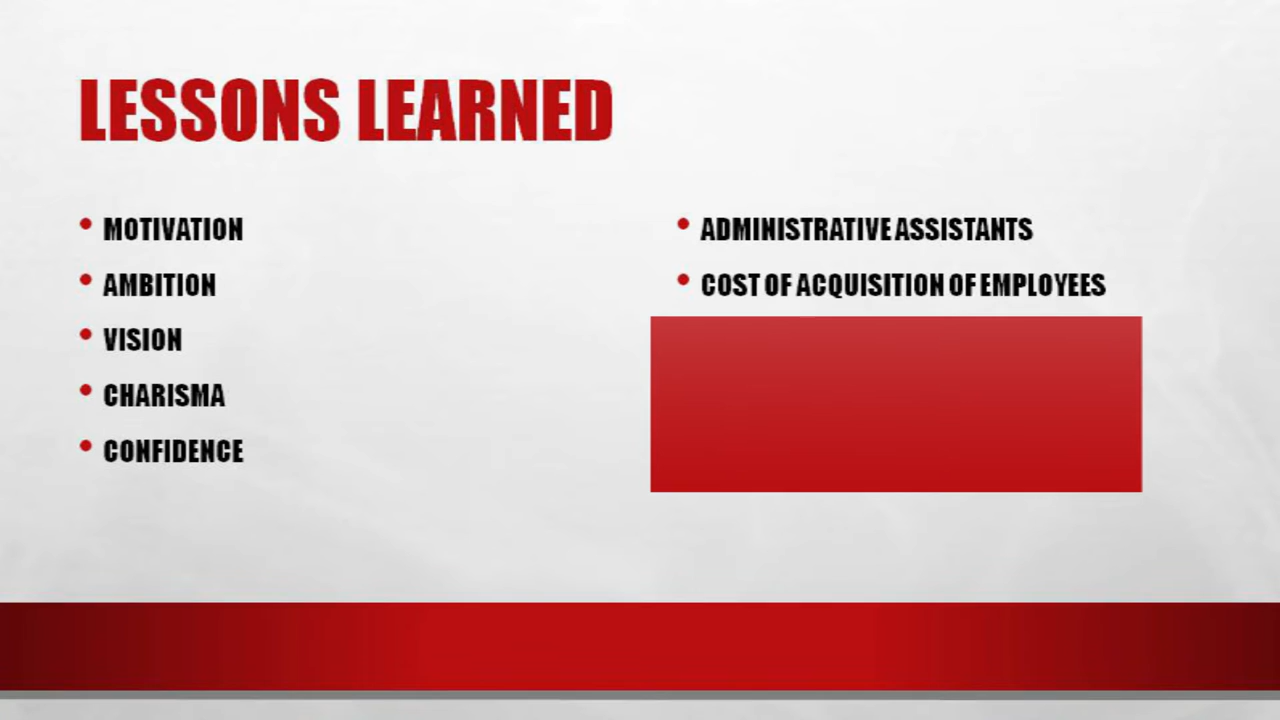 LESSONS LEARNED
MOTIVATION
AMBITION
VISION
CHARISMA
CONFIDENCE
ADMINISTRATIVE ASSISTANTS
COST OF ACQUISITION OF EMPLOYEES